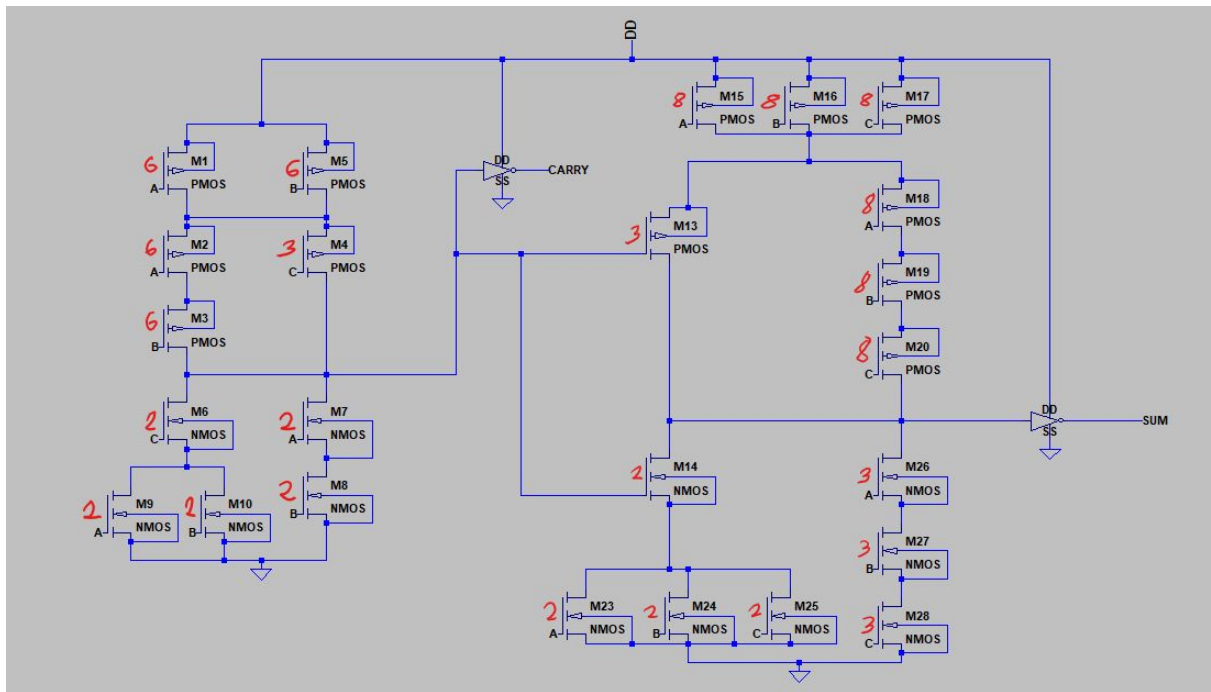 DD
8 M15
PMOS
A
8 M16
PMOS
B
8 M17
PMOS
C
6 M1
PMOS
A
6 M5
PMOS
B
DD
SS
CARRY
6 M2
PMOS
A
3 M4
PMOS
C
3 M13
PMOS
8 M18
PMOS
A
6 M3
PMOS
B
8 M19
PMOS
B
8 M20
PMOS
C
2 M6
NMOS
C
2 M7
NMOS
A
DD
SS
SUM
2 M8
NMOS
B
2 M14
NMOS
3 M26
NMOS
A
2 M9
NMOS
A
2 M10
NMOS
B
3 M27
NMOS
B
2 M23
NMOS
A
2 M24
NMOS
B
2 M25
NMOS
C
3 M28
NMOS
C